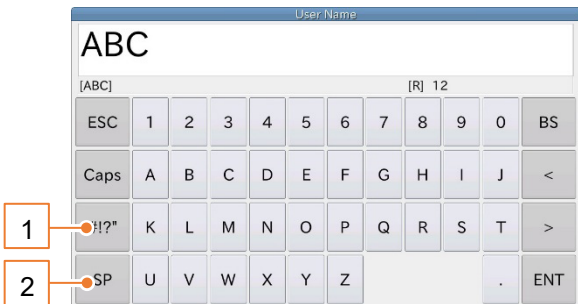 User Name
ABC
[ABC] [R] 12
ESC 1 2 3 4 5 6 7 8 9 0 BS
Caps A B C D E F G H I J <
1 #!?" K L M N O P Q R S T >
2 SP U V W X Y Z . ENT